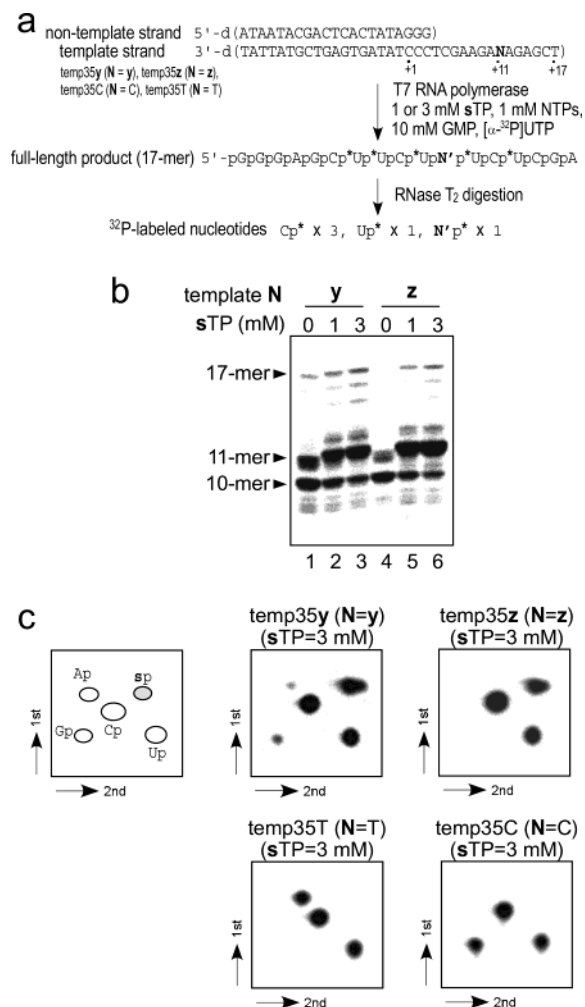 a
non-template strand 5'-d(ATAATACGACTCACTATAGGG)
template strand 3'-d(TATTATGCTGAGTGATATCCCTCGAAGANAGAGCT)
temp35y (N = y), temp35z (N = z),
temp35C (N = C), temp35T (N = T)
+1 +11 +17
T7 RNA polymerase
1 or 3 mM sTP, 1 mM NTPs,
10 mM GMP, [α-32P]UTP
full-length product (17-mer) 5'-pGpGpGpApGpCp*Up*UpCp*UpN'p*UpCp*UpCpGpA
RNase T2 digestion
32P-labeled nucleotides Cp* X 3, Up* X 1, N'p* X 1
b
template N y z
sTP (mM) 0 1 3 0 1 3
17-mer
11-mer
10-mer
1 2 3 4 5 6
c
temp35y (N=y)
(sTP=3 mM)
temp35z (N=z)
(sTP=3 mM)
Ap sp
Gp Cp Up
1st
2nd
1st
2nd
1st
2nd
temp35T (N=T)
(sTP=3 mM)
temp35C (N=C)
(sTP=3 mM)
1st
2nd
1st
2nd